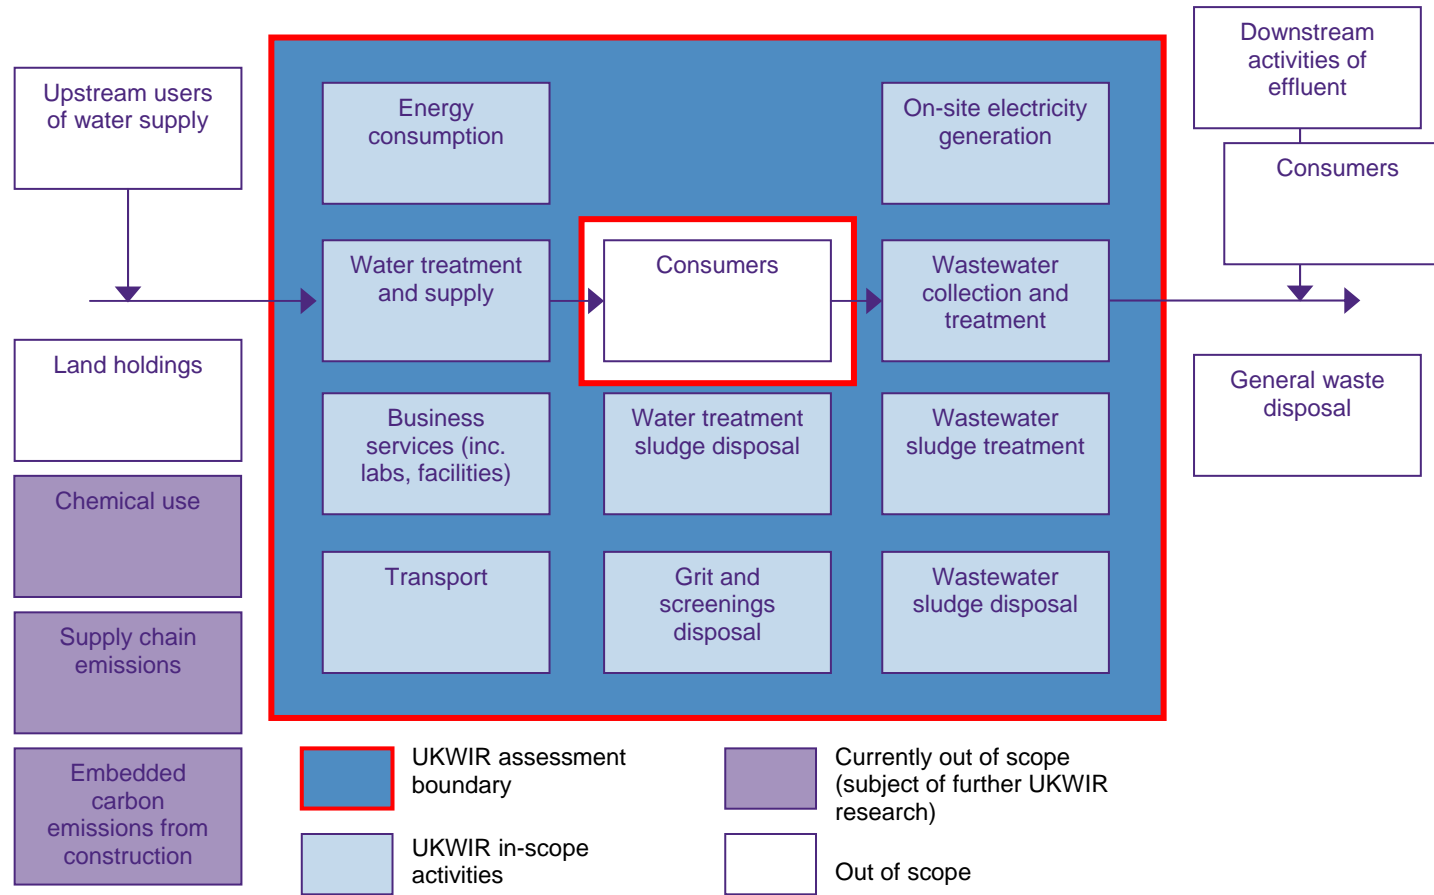 Upstream users
of water supply
Land holdings
Chemical use
Supply chain
emissions
Embedded
carbon
emissions from
construction
Energy
consumption
On-site electricity
generation
Water treatment
and supply
Consumers
Wastewater
collection and
treatment
Business
services (inc.
labs, facilities)
Water treatment
sludge disposal
Wastewater
sludge treatment
Transport
Grit and
screenings
disposal
Wastewater
sludge disposal
Downstream
activities of
effluent
Consumers
General waste
disposal
UKWIR assessment
boundary
UKWIR in-scope
activities
Currently out of scope
(subject of further UKWIR
research)
Out of scope